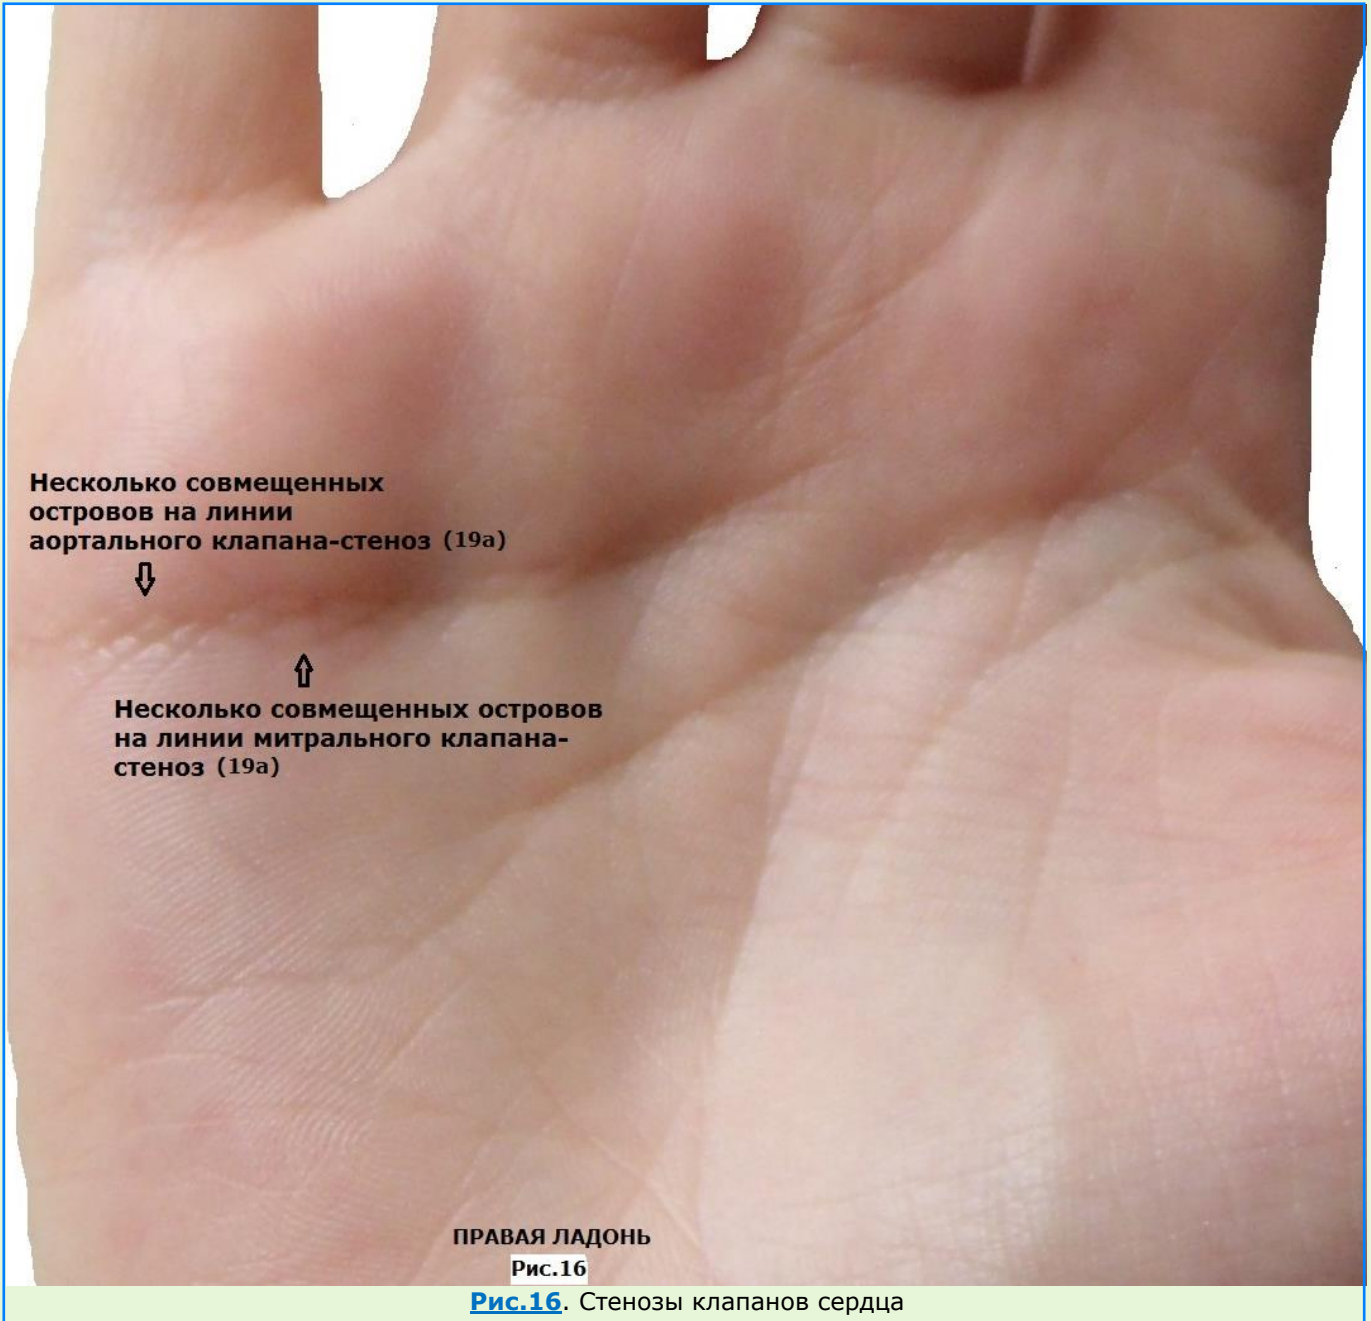 Несколько совмещенных
островов на линии
аортального клапана-стеноз (19а)
Несколько совмещенных островов
на линии митрального клапана-
стеноз (19а)
ПРАВАЯ ЛАДОНЬ
Рис.16
Рис.16. Стенозы клапанов сердца